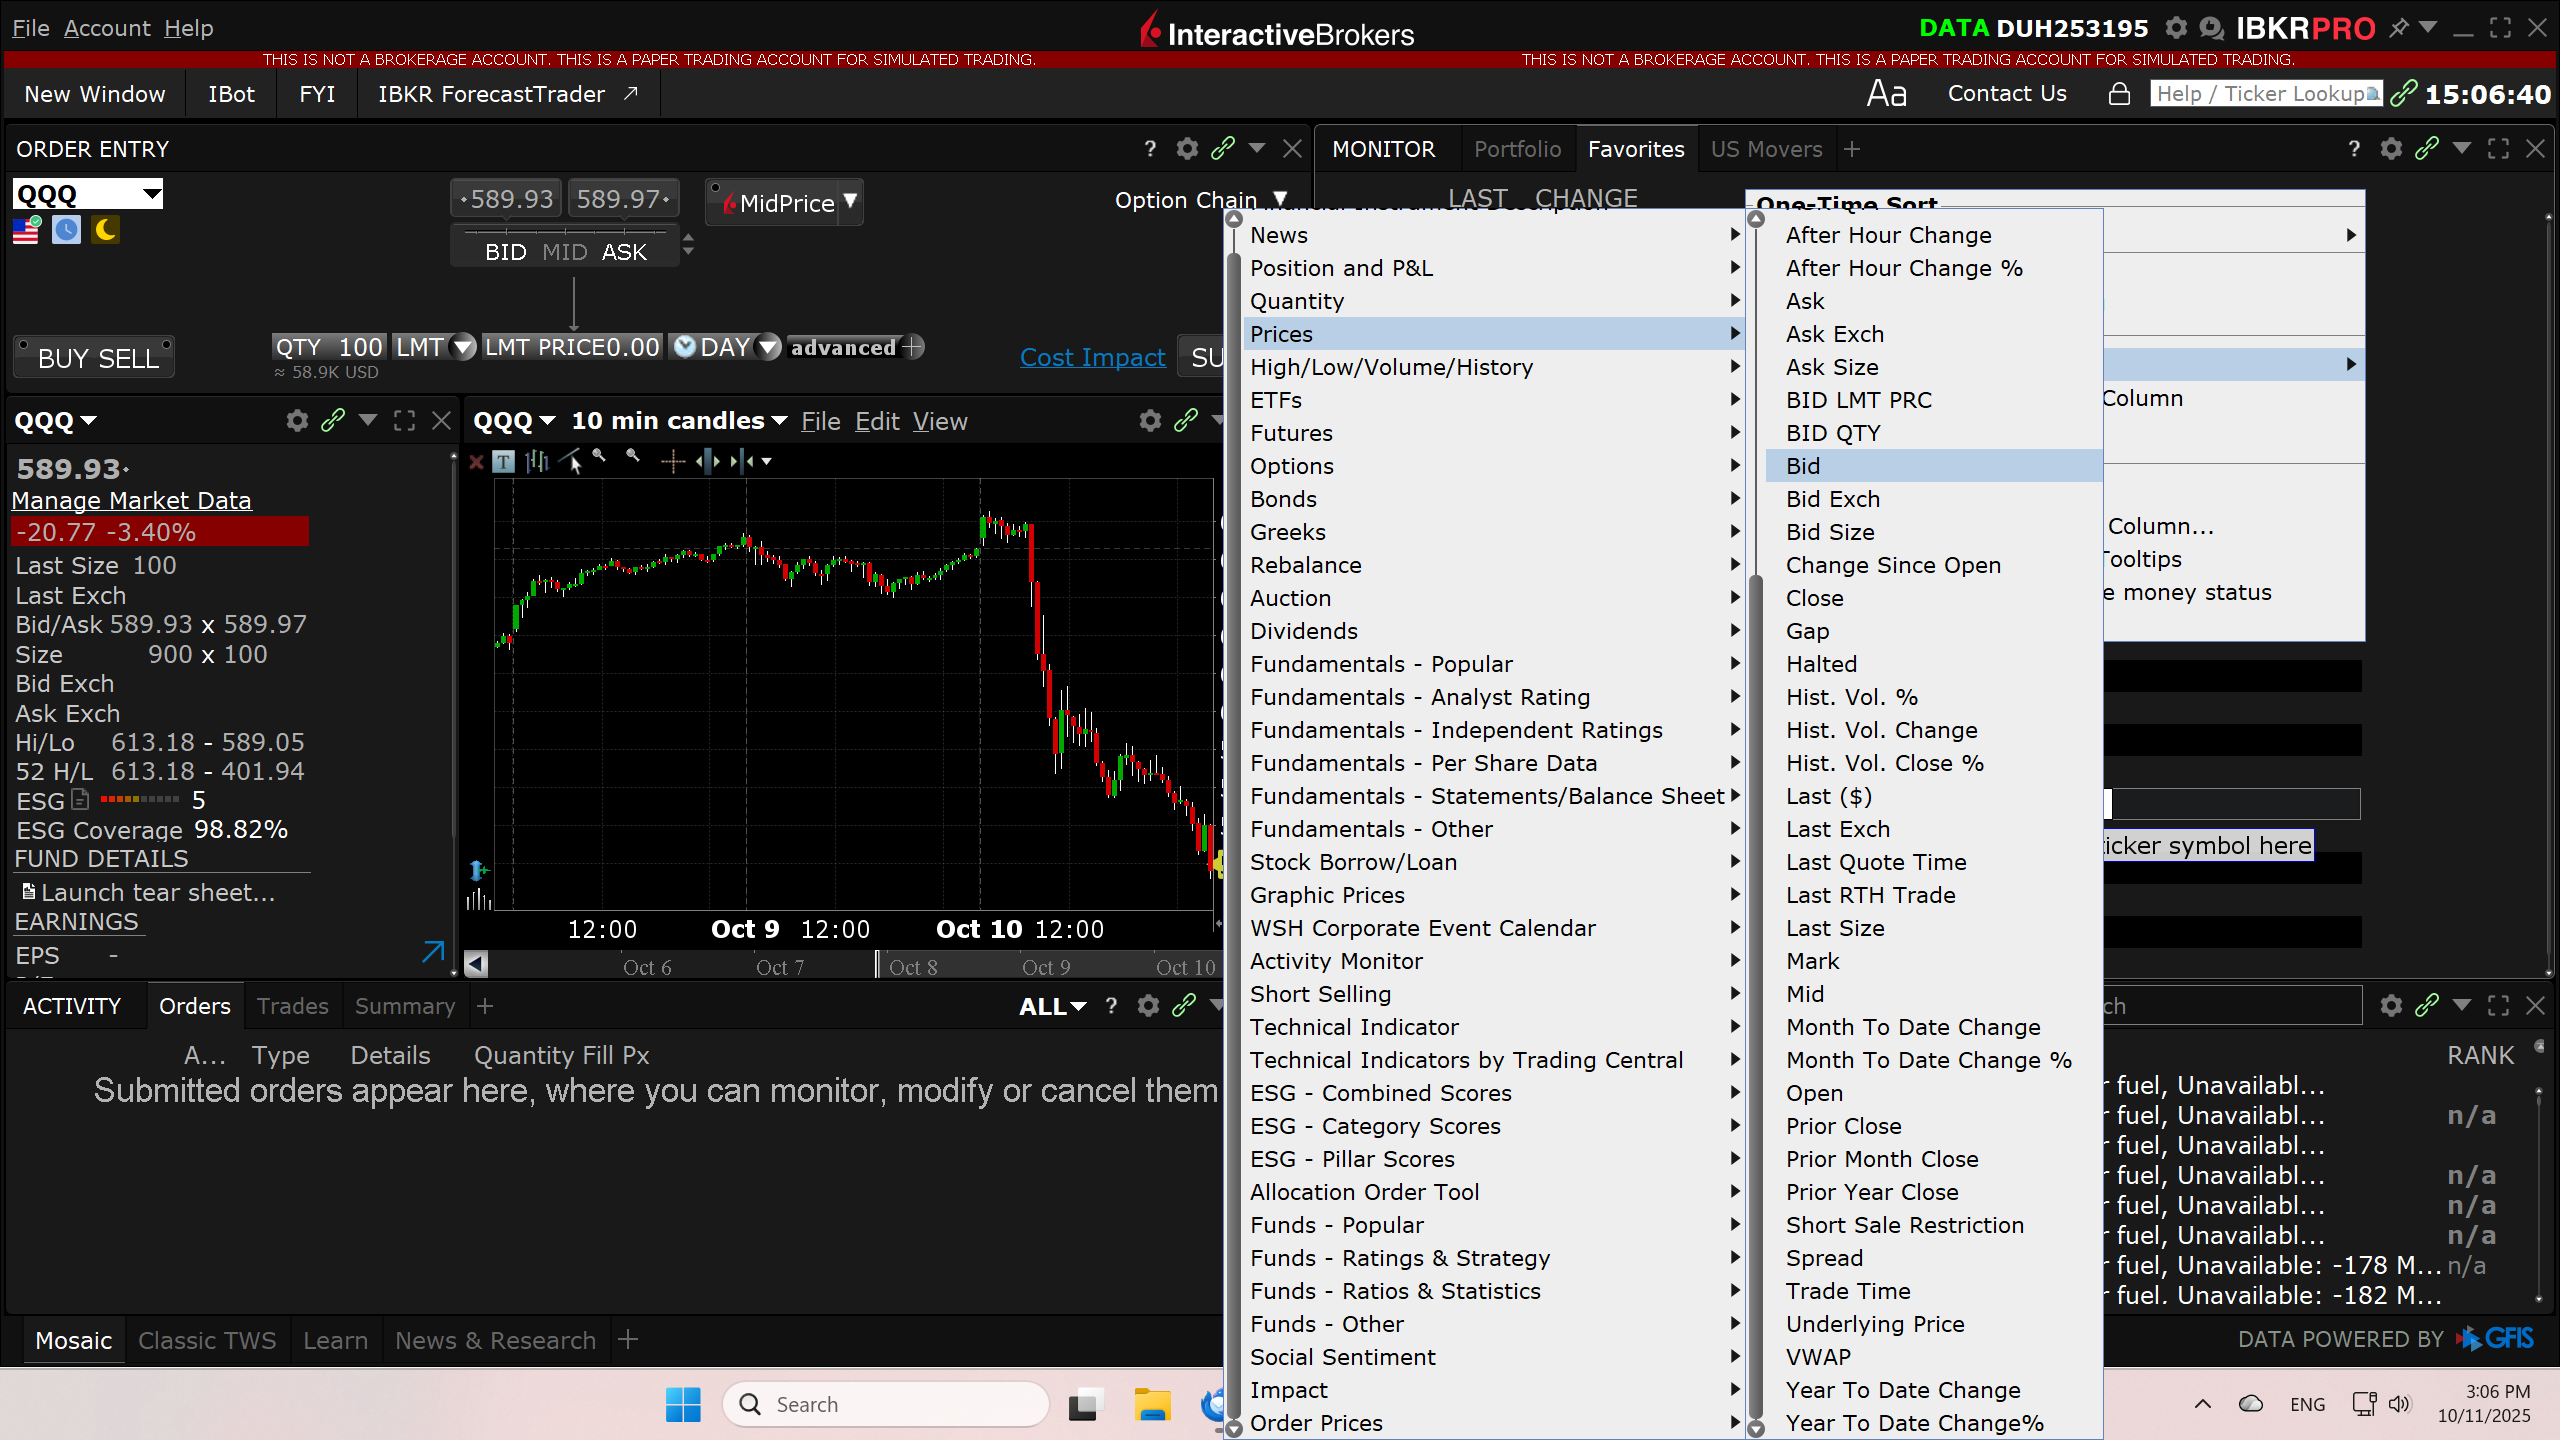 File Account Help
InteractiveBrokers
DATA DUH253195
IBKRPRO
THIS IS NOT A BROKERAGE ACCOUNT. THIS IS A PAPER TRADING ACCOUNT FOR SIMULATED TRADING.
THIS IS NOT A BROKERAGE ACCOUNT. THIS IS A PAPER TRADING ACCOUNT FOR SIMULATED TRADING.
New Window IBot FYI IBKR ForecastTrader
Aa Contact Us Help / Ticker Lookup 15:06:40
ORDER ENTRY
?
QQQ
589.93 589.97 MidPrice Option Chain
BID MID ASK
BUY SELL QTY 100 LMT LMT PRICE 0.00 DAY advanced Cost Impact SU
≈ 58.9K USD
MONITOR Portfolio Favorites US Movers +
?
LAST CHANGE
One-Time Sort
QQQ
589.93
Manage Market Data
-20.77 -3.40%
Last Size 100
Last Exch
Bid/Ask 589.93 x 589.97
Size 900 x 100
Bid Exch
Ask Exch
Hi/Lo 613.18 - 589.05
52 H/L 613.18 - 401.94
ESG 5
ESG Coverage 98.82%
FUND DETAILS
Launch tear sheet...
EARNINGS
EPS -
QQQ 10 min candles File Edit View
T
12:00 Oct 9 12:00 Oct 10 12:00
Oct 6 Oct 7 Oct 8 Oct 9 Oct 10
News
Position and P&L
Quantity
Prices
High/Low/Volume/History
ETFs
Futures
Options
Bonds
Greeks
Rebalance
Auction
Dividends
Fundamentals - Popular
Fundamentals - Analyst Rating
Fundamentals - Independent Ratings
Fundamentals - Per Share Data
Fundamentals - Statements/Balance Sheet
Fundamentals - Other
Stock Borrow/Loan
Graphic Prices
WSH Corporate Event Calendar
Activity Monitor
Short Selling
Technical Indicator
Technical Indicators by Trading Central
ESG - Combined Scores
ESG - Category Scores
ESG - Pillar Scores
Allocation Order Tool
Funds - Popular
Funds - Ratings & Strategy
Funds - Ratios & Statistics
Funds - Other
Social Sentiment
Impact
Order Prices
After Hour Change
After Hour Change %
Ask
Ask Exch
Ask Size
BID LMT PRC
BID QTY
Bid
Bid Exch
Bid Size
Change Since Open
Close
Gap
Halted
Hist. Vol. %
Hist. Vol. Change
Hist. Vol. Close %
Last ($)
Last Exch
Last Quote Time
Last RTH Trade
Last Size
Mark
Mid
Month To Date Change
Month To Date Change %
Open
Prior Close
Prior Month Close
Prior Year Close
Short Sale Restriction
Spread
Trade Time
Underlying Price
VWAP
Year To Date Change
Year To Date Change%
Column
Column...
Tooltips
e money status
ticker symbol here
ACTIVITY Orders Trades Summary +
ALL ?
A... Type Details Quantity Fill Px
Submitted orders appear here, where you can monitor, modify or cancel them
ch
RANK
r fuel, Unavailabl...
r fuel, Unavailabl... n/a
r fuel, Unavailabl...
r fuel, Unavailabl... n/a
r fuel, Unavailabl... n/a
r fuel, Unavailabl... n/a
r fuel, Unavailable: -178 M... n/a
r fuel, Unavailable: -182 M...
Mosaic Classic TWS Learn News & Research +
DATA POWERED BY GFIS
Search
ENG
3:06 PM
10/11/2025